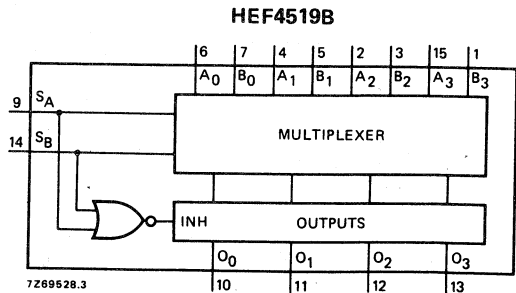 HEF4519B
6 7 4 5 2 3 15 1
A0 B0 A1 B1 A2 B2 A3 B3
9 SA
MULTIPLEXER
14 SB
INH OUTPUTS
O0 O1 O2 O3
7Z69528.3 10 11 12 13